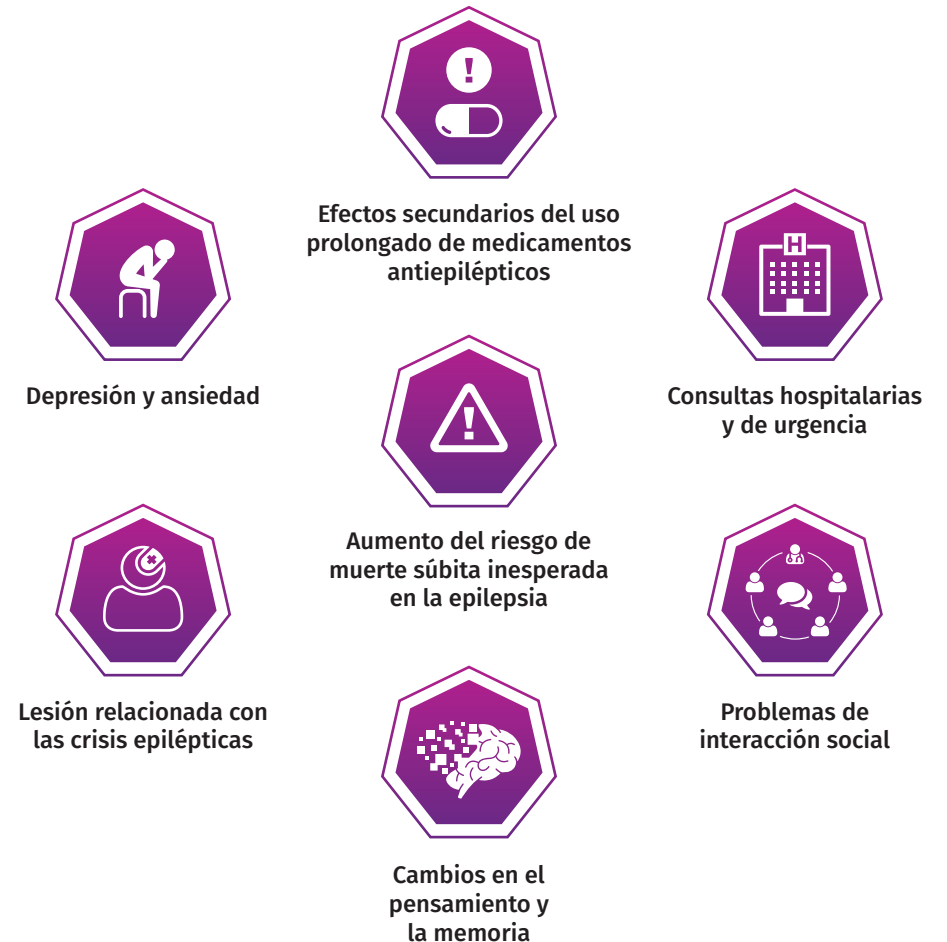 Efectos secundarios del uso
prolongado de medicamentos
antiepilépticos
Depresión y ansiedad
H
Consultas hospitalarias
y de urgencia
Aumento del riesgo de
muerte súbita inesperada
en la epilepsia
Lesión relacionada con
las crisis epilépticas
Problemas de
interacción social
Cambios en el
pensamiento y
la memoria